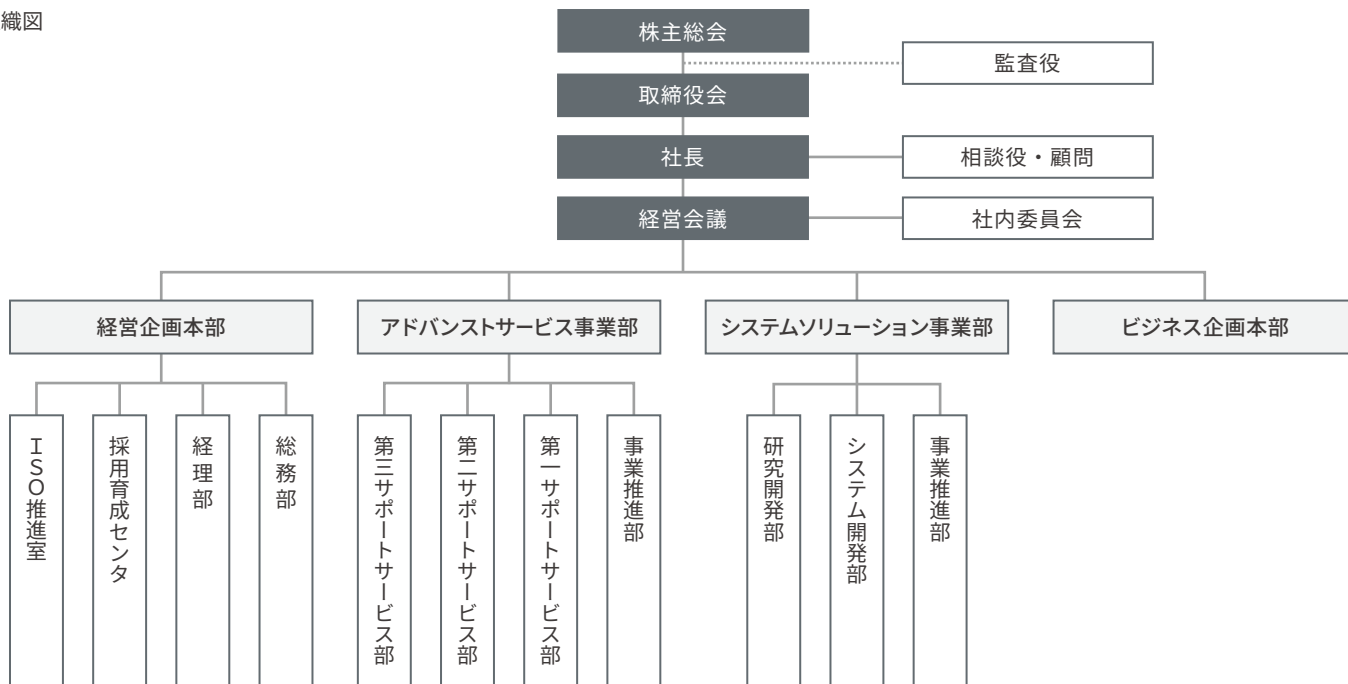 織図
株主総会
監査役
取締役会
社長
相談役・顧問
経営会議
社内委員会
経営企画本部
アドバンストサービス事業部
システムソリューション事業部
ビジネス企画本部
ISO推進室
採用育成センタ
経理部
総務部
第三サポートサービス部
第二サポートサービス部
第一サポートサービス部
事業推進部
研究開発部
システム開発部
事業推進部